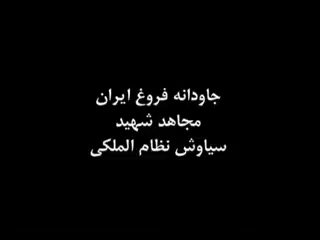 جاودانه فروغ ایران
مجاهد شهید
سیاوش نظام الملکی